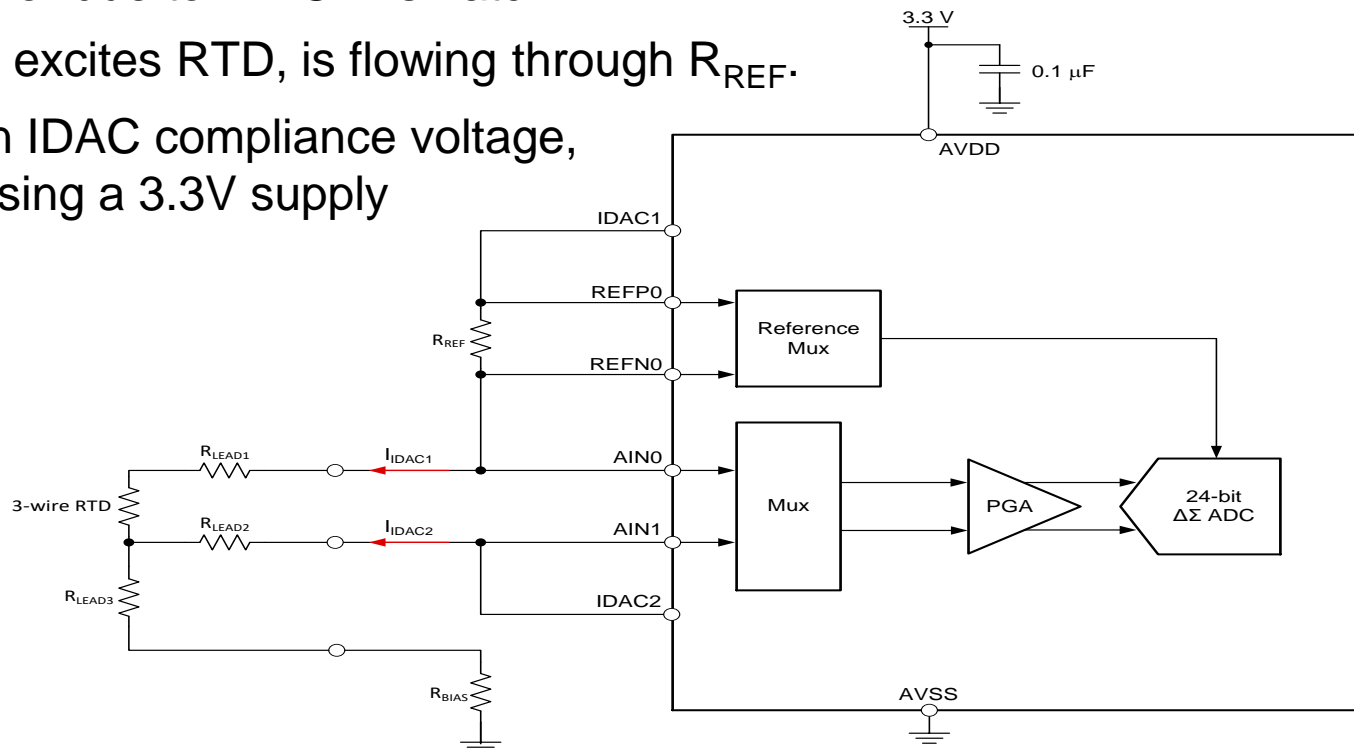 excites RTD, is flowing through RREF.
IDAC compliance voltage,
sing a 3.3V supply
3.3 V
0.1 µF
AVDD
IDAC1
REFP0
RREF
Reference
Mux
REFN0
RLEAD1
IIDAC1
AIN0
3-wire RTD
Mux
PGA
24-bit
ΔΣ ADC
RLEAD2
IIDAC2
AIN1
RLEAD3
IDAC2
RBIAS
AVSS